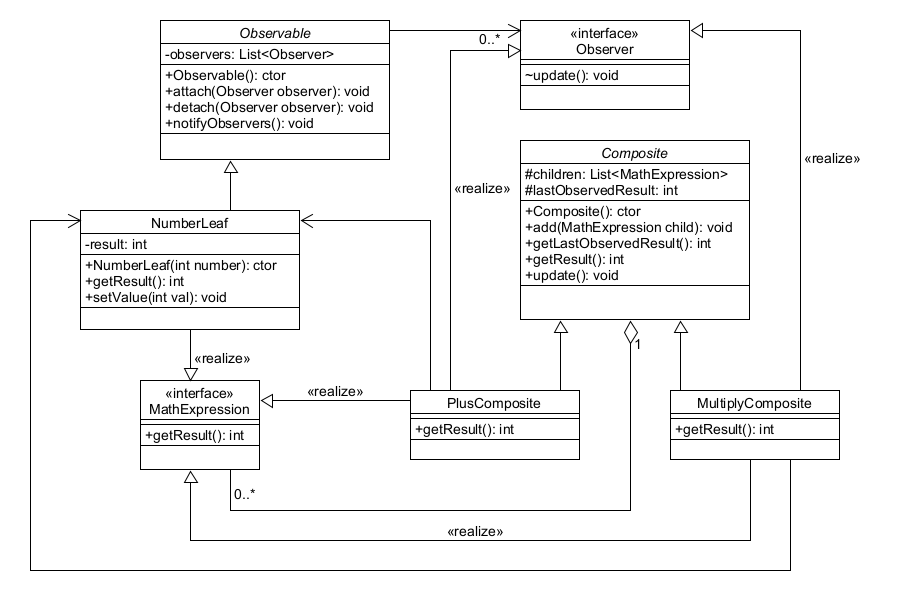 Observable
-observers: List<Observer>
+Observable(): ctor
+attach(Observer observer): void
+detach(Observer observer): void
+notifyObservers(): void
0..*
«interface»
Observer
~update(): void
«realize»
«realize»
Composite
#children: List<MathExpression>
#lastObservedResult: int
+Composite(): ctor
+add(MathExpression child): void
+getLastObservedResult(): int
+getResult(): int
+update(): void
NumberLeaf
-result: int
+NumberLeaf(int number): ctor
+getResult(): int
+setValue(int val): void
1
«realize»
«interface»
MathExpression
+getResult(): int
«realize»
PlusComposite
+getResult(): int
MultiplyComposite
+getResult(): int
0..*
«realize»